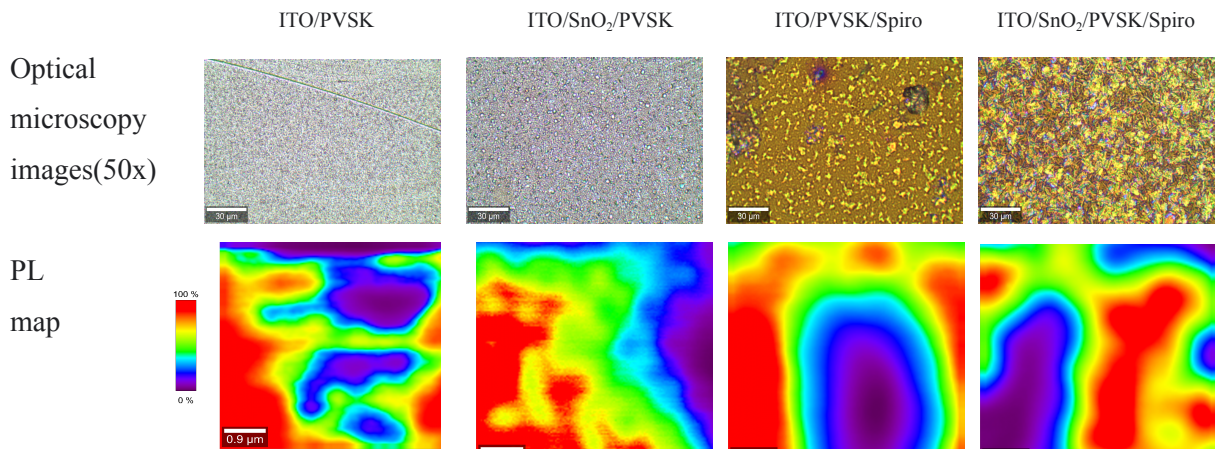 ITO/PVSK
ITO/SnO₂/PVSK
ITO/PVSK/Spiro
ITO/SnO₂/PVSK/Spiro
Optical
microscopy
images(50x)
30 µm
30 µm
30 µm
30 µm
PL
map
100 %
0 %
0.9 µm